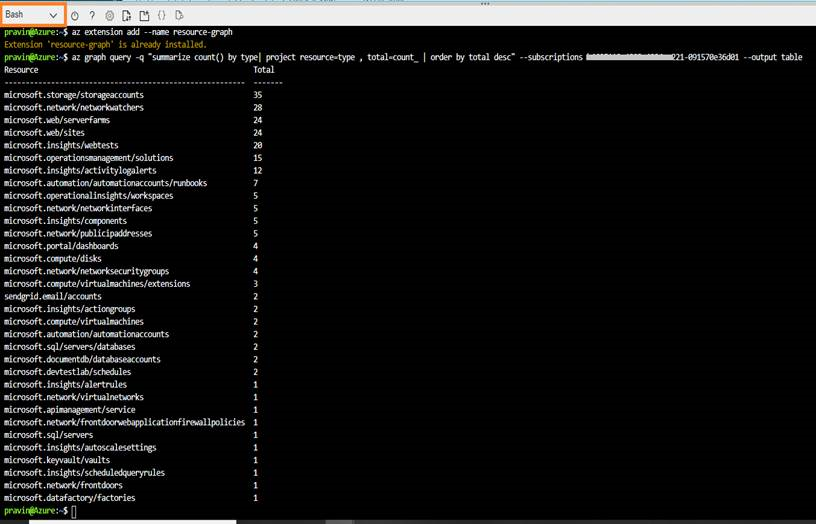 Bash
pravin@Azure:~$ az extension add --name resource-graph
Extension 'resource-graph' is already installed.
pravin@Azure:~$ az graph query -q "summarize count() by type| project resource=type , total=count_ | order by total desc" --subscriptions 221-091570e36d01 --output table
Resource Total
------------------------------------------------------ -------
microsoft.storage/storageaccounts 35
microsoft.network/networkwatchers 28
microsoft.web/serverfarms 24
microsoft.web/sites 24
microsoft.insights/webtests 20
microsoft.operationsmanagement/solutions 15
microsoft.insights/activitylogalerts 12
microsoft.automation/automationaccounts/runbooks 7
microsoft.operationalinsights/workspaces 5
microsoft.network/networkinterfaces 5
microsoft.insights/components 5
microsoft.network/publicipaddresses 5
microsoft.portal/dashboards 4
microsoft.compute/disks 4
microsoft.network/networksecuritygroups 4
microsoft.compute/virtualmachines/extensions 3
sendgrid.email/accounts 2
microsoft.insights/actiongroups 2
microsoft.compute/virtualmachines 2
microsoft.automation/automationaccounts 2
microsoft.sql/servers/databases 2
microsoft.documentdb/databaseaccounts 2
microsoft.devtestlab/schedules 2
microsoft.insights/alertrules 1
microsoft.network/virtualnetworks 1
microsoft.apimanagement/service 1
microsoft.network/frontdoorwebapplicationfirewallpolicies 1
microsoft.sql/servers 1
microsoft.insights/autoscalesettings 1
microsoft.keyvault/vaults 1
microsoft.insights/scheduledqueryrules 1
microsoft.network/frontdoors 1
microsoft.datafactory/factories 1
pravin@Azure:~$